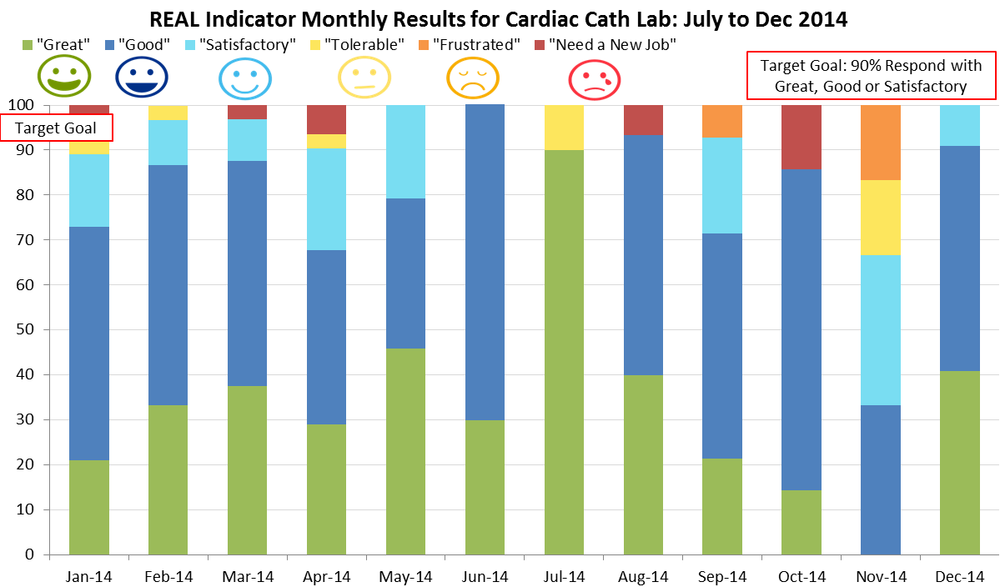 REAL Indicator Monthly Results for Cardiac Cath Lab: July to Dec 2014
"Great" "Good" "Satisfactory" "Tolerable" "Frustrated" "Need a New Job"
Target Goal: 90% Respond with
Great, Good or Satisfactory
100
Target Goal
90
80
70
60
50
40
30
20
10
0
Jan-14 Feb-14 Mar-14 Apr-14 May-14 Jun-14 Jul-14 Aug-14 Sep-14 Oct-14 Nov-14 Dec-14